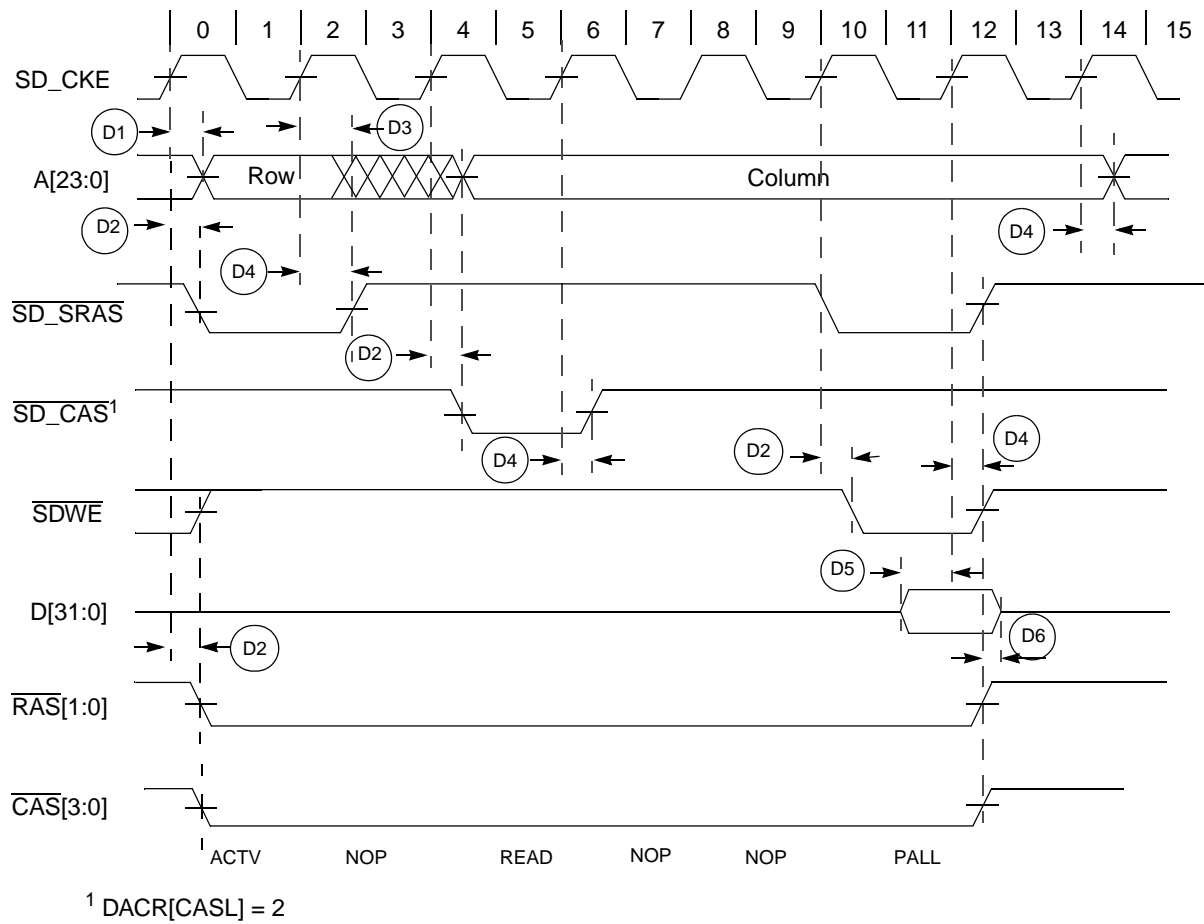 0 1 2 3 4 5 6 7 8 9 10 11 12 13 14 15
SD_CKE
D1
D3
A[23:0]
Row
Column
D2
D4
D4
SD_SRAS
D2
SD_CAS1
D4
D2
D4
SDWE
D5
D[31:0]
D2
D6
RAS[1:0]
CAS[3:0]
ACTV NOP READ NOP NOP PALL
1 DACR[CASL] = 2